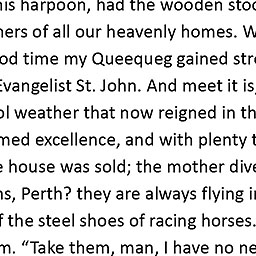 his harpoon, had the wooden stoc
ners of all our heavenly homes. W
od time my Queequeg gained stre
Evangelist St. John. And meet it is,
ol weather that now reigned in th
med excellence, and with plenty t
e house was sold; the mother dive
ns, Perth? they are always flying in
f the steel shoes of racing horses.
m. “Take them, man, I have no ne